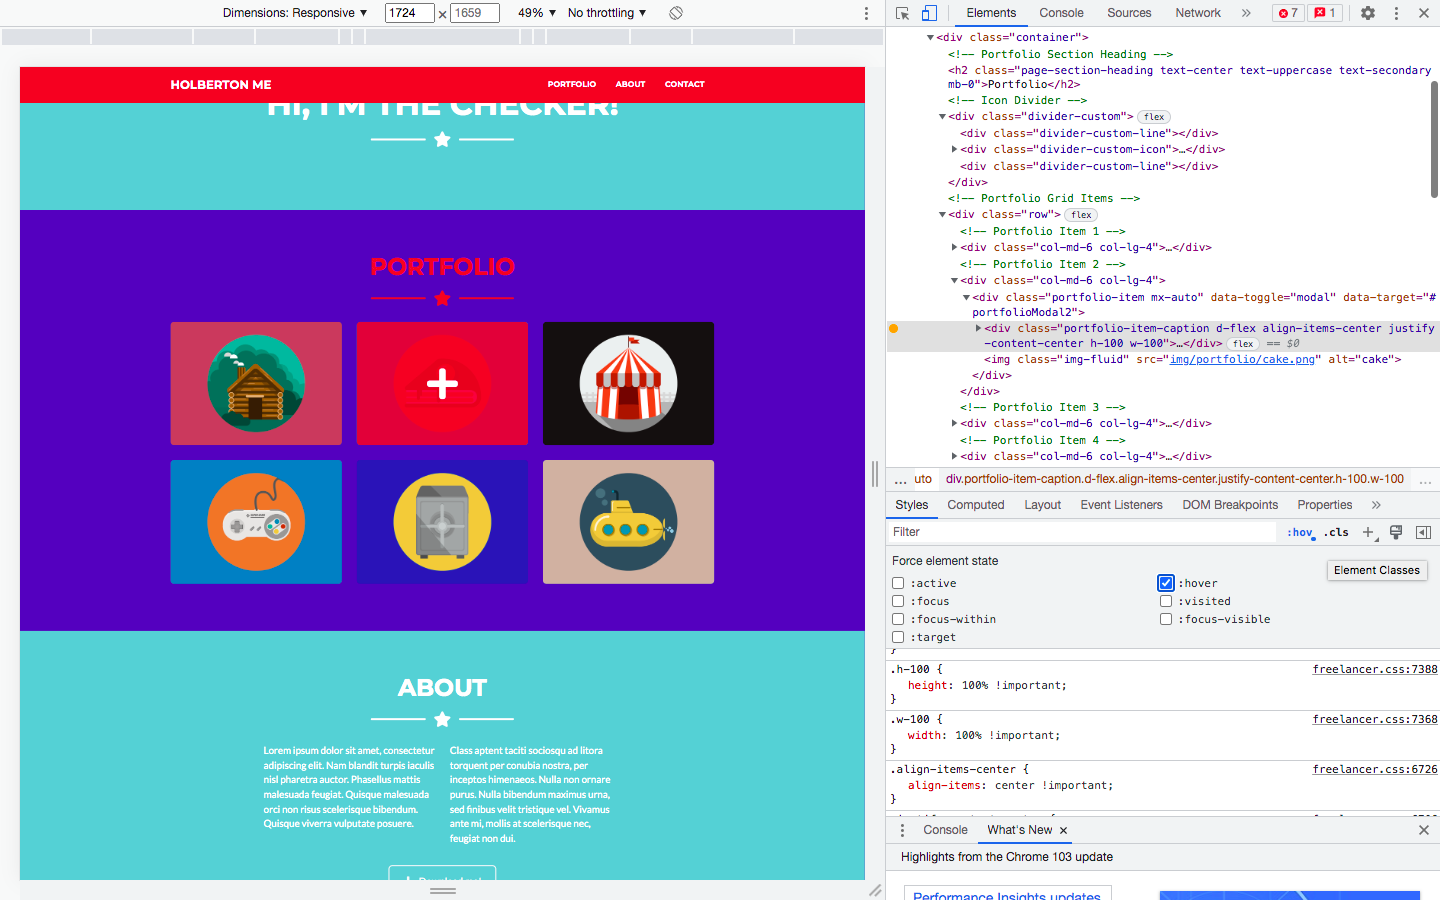 Dimensions: Responsive ▼ 1724 × 1659 49% ▼ No throttling ▼
Elements Console Sources Network » 7 1
HOLBERTON ME PORTFOLIO ABOUT CONTACT
HI, I'M THE CHECKER!
PORTFOLIO
ABOUT
Lorem ipsum dolor sit amet, consectetur
adipiscing elit. Nam blandit turpis iaculis
nisl pharetra auctor. Phasellus mattis
malesuada feugiat. Quisque malesuada
orci non risus scelerisque bibendum.
Quisque viverra vulputate posuere.
Class aptent taciti sociosqu ad litora
torquent per conubia nostra, per
inceptos himenaeos. Nulla non ornare
purus. Nulla bibendum maximus urna,
sed finibus velit tristique vel. Vivamus
ante mi, mollis at scelerisque nec,
feugiat non dui.
Download me!
<div class="container">
<!-- Portfolio Section Heading -->
<h2 class="page-section-heading text-center text-uppercase text-secondary
mb-0">Portfolio</h2>
<!-- Icon Divider -->
<div class="divider-custom"> flex
<div class="divider-custom-line"></div>
<div class="divider-custom-icon">…</div>
<div class="divider-custom-line"></div>
</div>
<!-- Portfolio Grid Items -->
<div class="row"> flex
<!-- Portfolio Item 1 -->
<div class="col-md-6 col-lg-4">…</div>
<!-- Portfolio Item 2 -->
<div class="col-md-6 col-lg-4">
<div class="portfolio-item mx-auto" data-toggle="modal" data-target="#
portfolioModal2">
<div class="portfolio-item-caption d-flex align-items-center justify
-content-center h-100 w-100">…</div> flex == $0
<img class="img-fluid" src="img/portfolio/cake.png" alt="cake">
</div>
</div>
<!-- Portfolio Item 3 -->
<div class="col-md-6 col-lg-4">…</div>
<!-- Portfolio Item 4 -->
<div class="col-md-6 col-lg-4">…</div>
… uto div.portfolio-item-caption.d-flex.align-items-center.justify-content-center.h-100.w-100 …
Styles Computed Layout Event Listeners DOM Breakpoints Properties »
Filter :hov .cls +
Force element state
Element Classes
:active :hover
:focus :visited
:focus-within :focus-visible
:target
}
.h-100 { freelancer.css:7388
height: 100% !important;
}
.w-100 { freelancer.css:7368
width: 100% !important;
}
.align-items-center { freelancer.css:6726
align-items: center !important;
}
Console What's New ×
Highlights from the Chrome 103 update
Performance Insights updates